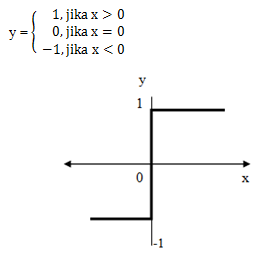 1, jika x > 0
y = { 0, jika x = 0
−1, jika x < 0
y
1
0
x
-1